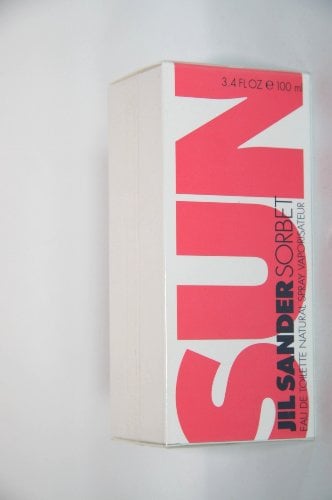 3.4 FL OZ ℮ 100 ml
SUN
JIL SANDER SORBET
EAU DE TOILETTE NATURAL SPRAY VAPORISATEUR